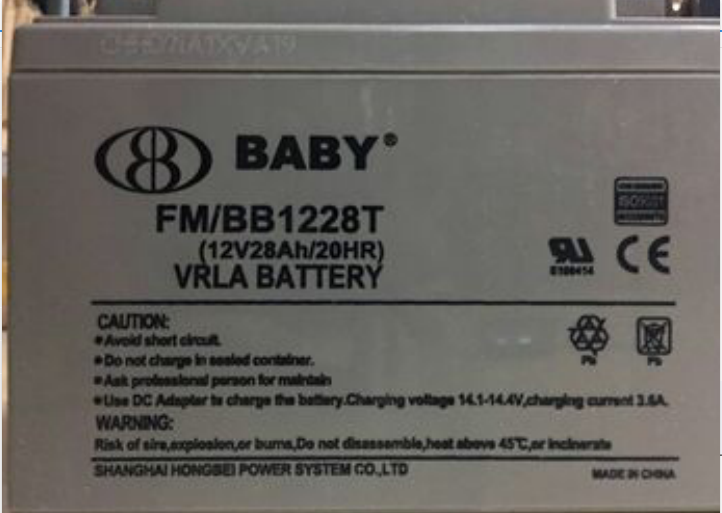 BABY®
FM/BB1228T
(12V28Ah/20HR)
VRLA BATTERY
ISO9001
CE
CAUTION:
●Avoid short circuit.
●Do not charge in sealed container.
●Ask professional person for maintain
●Use DC Adapter to charge the battery.Charging voltage 14.1-14.4V,charging current 3.6A.
Pb
Pb
WARNING:
Risk of sire,explosion,or burns,Do not disassemble,heat above 45℃,or inclnerate
SHANGHAI HONGBEI POWER SYSTEM CO.,LTD
MADE IN CHINA